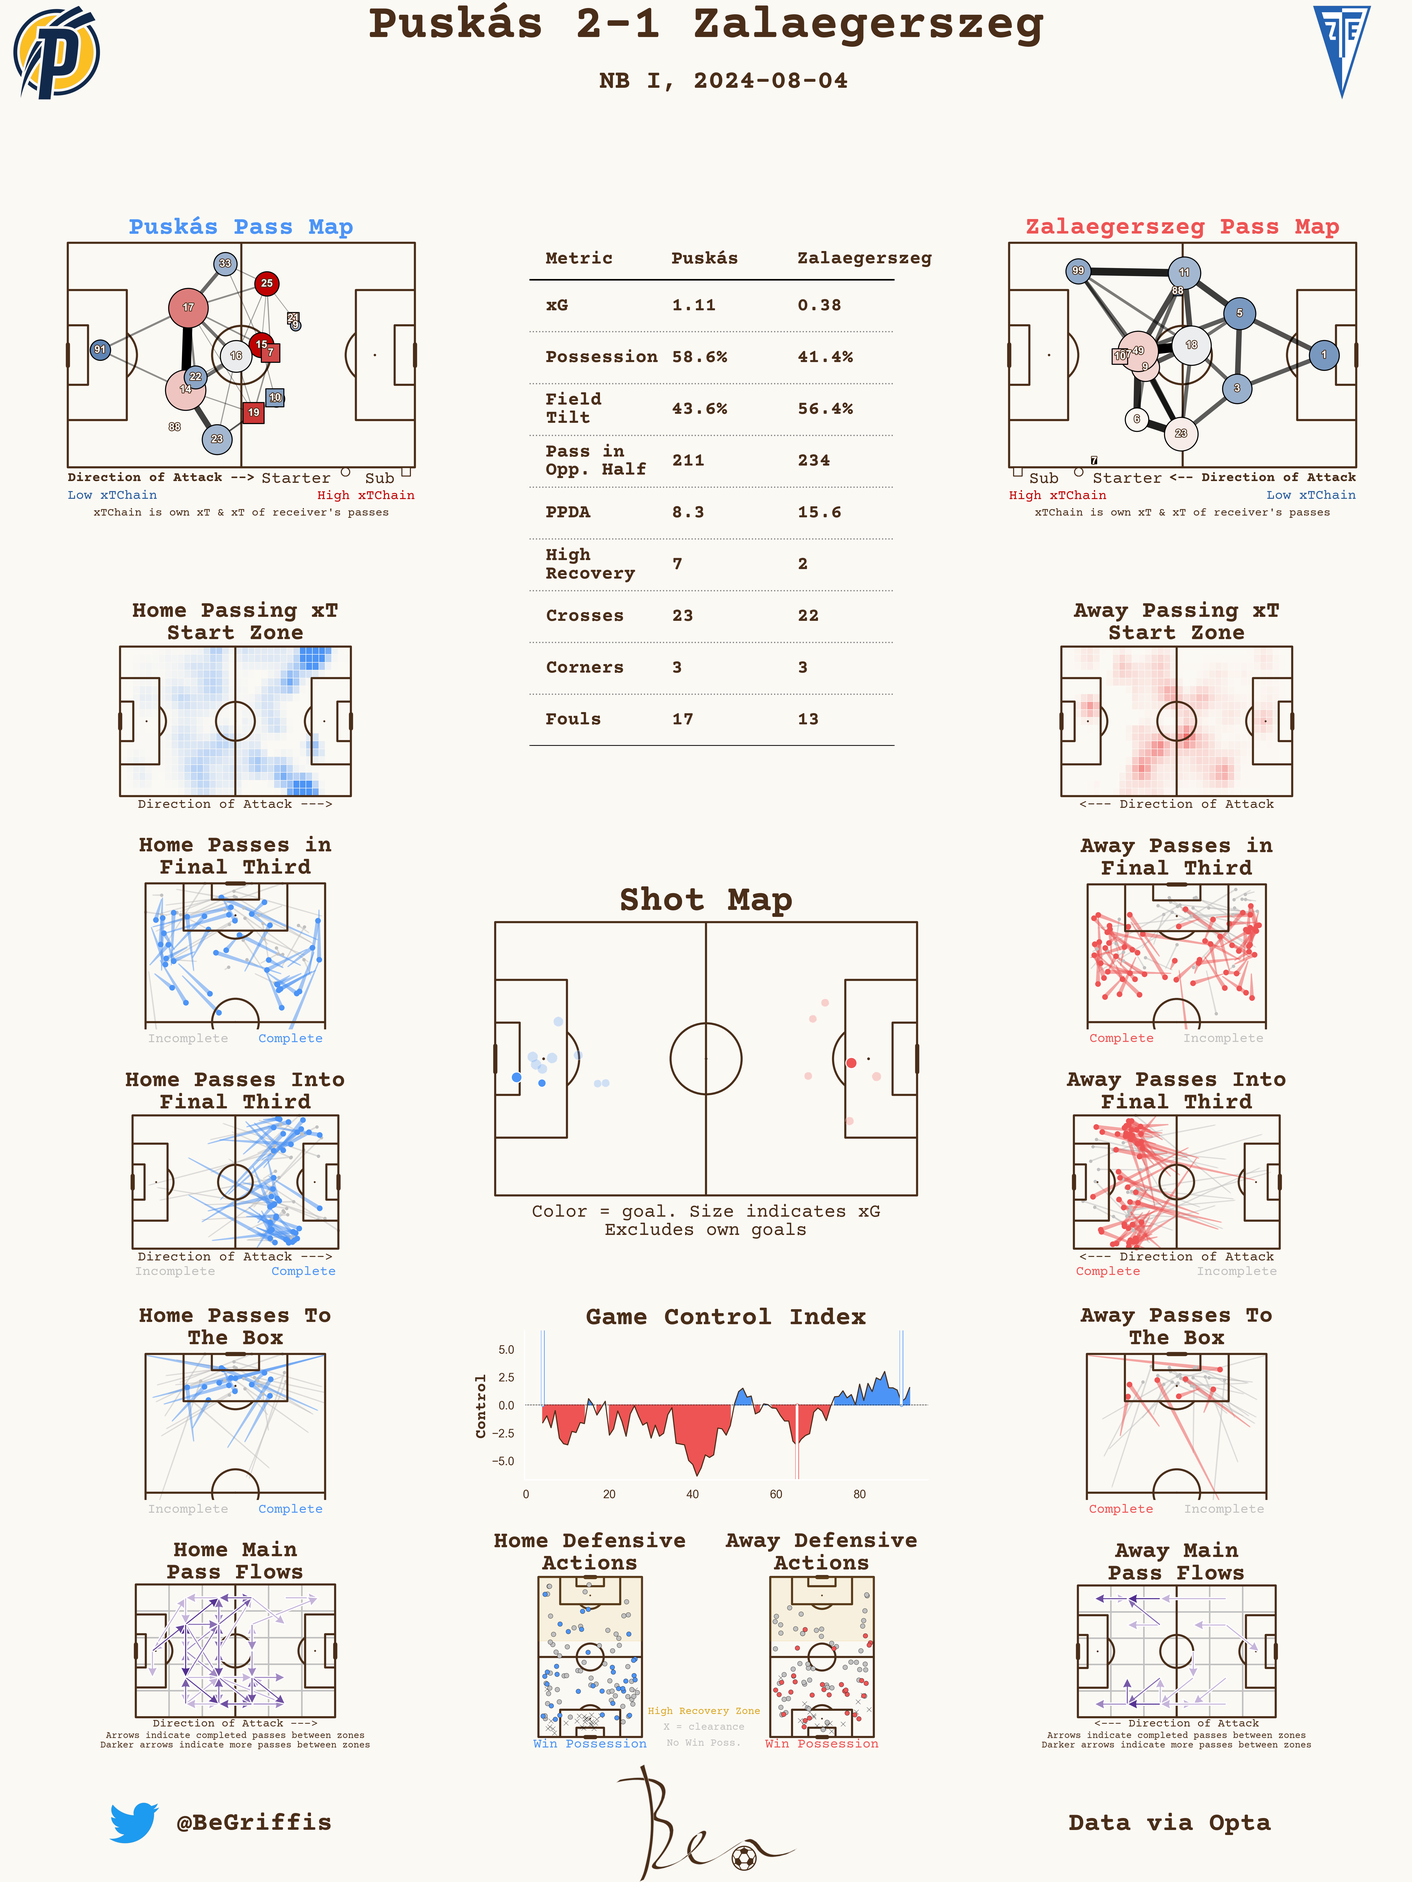 Puskás 2-1 Zalaegerszeg
NB I, 2024-08-04
P
ZTE
Puskás Pass Map
33
25
17
21
9
91
15
16
7
22
14
10
19
88
23
Direction of Attack --> Starter Sub
Low xTChain High xTChain
xTChain is own xT & xT of receiver's passes
Metric Puskás Zalaegerszeg
xG 1.11 0.38
Possession 58.6% 41.4%
Field
Tilt 43.6% 56.4%
Pass in
Opp. Half 211 234
PPDA 8.3 15.6
High
Recovery 7 2
Crosses 23 22
Corners 3 3
Fouls 17 13
Zalaegerszeg Pass Map
99
11
88
5
18
49
10
7
9
1
3
6
23
7
Sub Starter <-- Direction of Attack
High xTChain Low xTChain
xTChain is own xT & xT of receiver's passes
Home Passing xT
Start Zone
Direction of Attack --->
Away Passing xT
Start Zone
<--- Direction of Attack
Home Passes in
Final Third
Incomplete Complete
Shot Map
Color = goal. Size indicates xG
Excludes own goals
Away Passes in
Final Third
Complete Incomplete
Home Passes Into
Final Third
Direction of Attack --->
Incomplete Complete
Away Passes Into
Final Third
<--- Direction of Attack
Complete Incomplete
Home Passes To
The Box
Incomplete Complete
Game Control Index
Control
5.0
2.5
0.0
−2.5
−5.0
0 20 40 60 80
Away Passes To
The Box
Complete Incomplete
Home Main
Pass Flows
Direction of Attack --->
Arrows indicate completed passes between zones
Darker arrows indicate more passes between zones
Home Defensive
Actions
Win Possession
High Recovery Zone
X = clearance
No Win Poss.
Away Defensive
Actions
Win Possession
Away Main
Pass Flows
<--- Direction of Attack
Arrows indicate completed passes between zones
Darker arrows indicate more passes between zones
@BeGriffis
Ben
Data via Opta